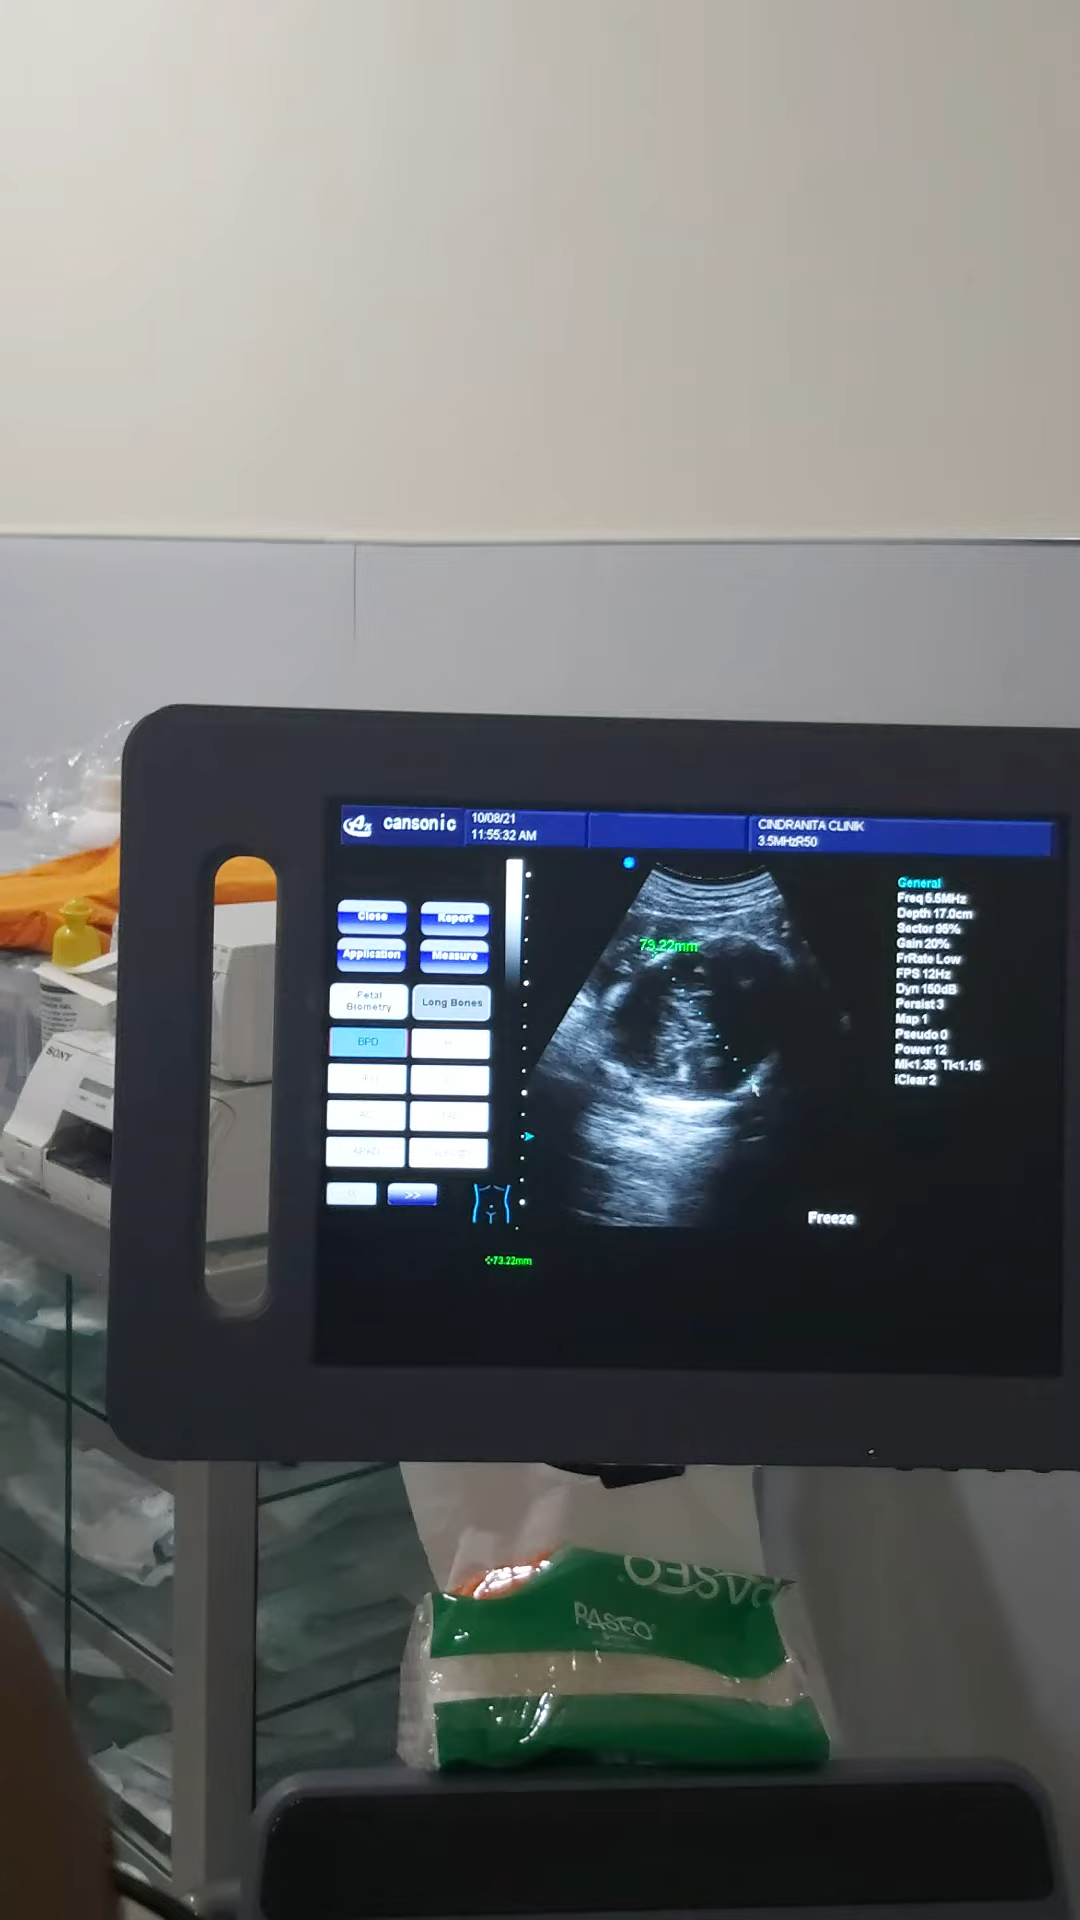 cansonic
10/08/21
11:55:32 AM
CINDRANITA CLINIK
3.5MHzR50
Close
Report
Application
Measure
Fetal
Biometry
Long Bones
BPD
>>
73.22mm
73.22mm
General
Freq 5.5MHz
Depth 17.0cm
Sector 95%
Gain 20%
FrRate Low
FPS 12Hz
Dyn 150dB
Persist 3
Map 1
Pseudo 0
Power 12
MI<1.35 TI<1.15
iClear 2
Freeze
SONY
PASEO
PASEO